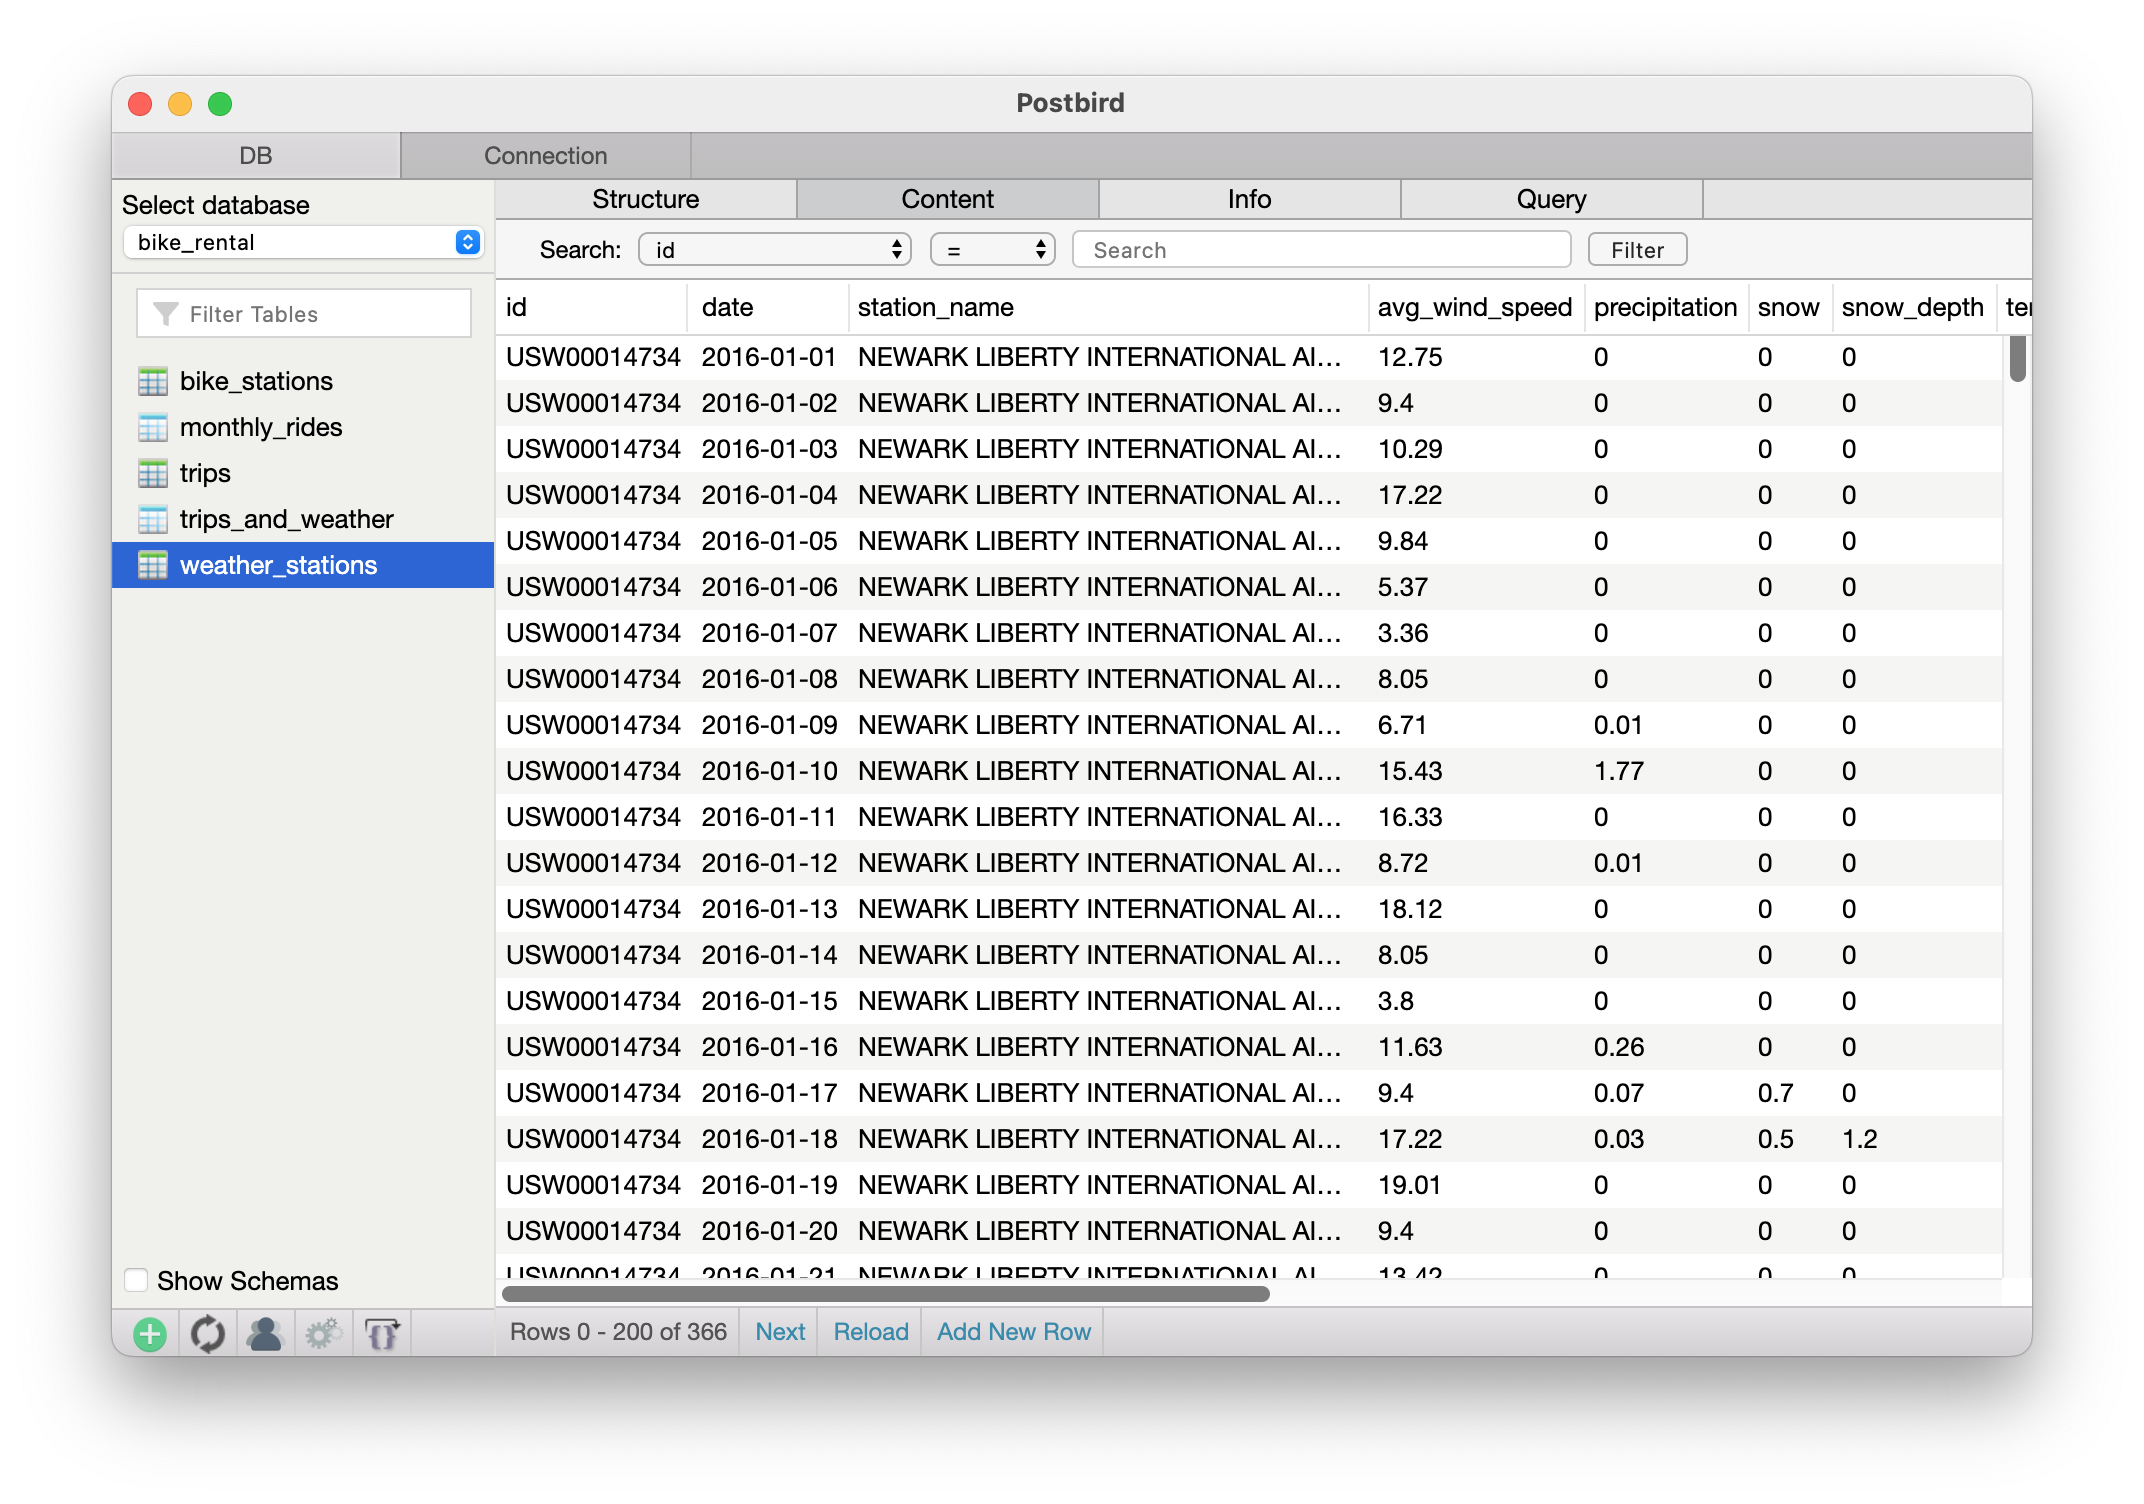 Postbird
DB Connection
Select database
bike_rental
Filter Tables
bike_stations
monthly_rides
trips
trips_and_weather
weather_stations
Show Schemas
Structure Content Info Query
Search: id = Search Filter
id date station_name avg_wind_speed precipitation snow snow_depth ter
USW00014734 2016-01-01 NEWARK LIBERTY INTERNATIONAL AI... 12.75 0 0 0
USW00014734 2016-01-02 NEWARK LIBERTY INTERNATIONAL AI... 9.4 0 0 0
USW00014734 2016-01-03 NEWARK LIBERTY INTERNATIONAL AI... 10.29 0 0 0
USW00014734 2016-01-04 NEWARK LIBERTY INTERNATIONAL AI... 17.22 0 0 0
USW00014734 2016-01-05 NEWARK LIBERTY INTERNATIONAL AI... 9.84 0 0 0
USW00014734 2016-01-06 NEWARK LIBERTY INTERNATIONAL AI... 5.37 0 0 0
USW00014734 2016-01-07 NEWARK LIBERTY INTERNATIONAL AI... 3.36 0 0 0
USW00014734 2016-01-08 NEWARK LIBERTY INTERNATIONAL AI... 8.05 0 0 0
USW00014734 2016-01-09 NEWARK LIBERTY INTERNATIONAL AI... 6.71 0.01 0 0
USW00014734 2016-01-10 NEWARK LIBERTY INTERNATIONAL AI... 15.43 1.77 0 0
USW00014734 2016-01-11 NEWARK LIBERTY INTERNATIONAL AI... 16.33 0 0 0
USW00014734 2016-01-12 NEWARK LIBERTY INTERNATIONAL AI... 8.72 0.01 0 0
USW00014734 2016-01-13 NEWARK LIBERTY INTERNATIONAL AI... 18.12 0 0 0
USW00014734 2016-01-14 NEWARK LIBERTY INTERNATIONAL AI... 8.05 0 0 0
USW00014734 2016-01-15 NEWARK LIBERTY INTERNATIONAL AI... 3.8 0 0 0
USW00014734 2016-01-16 NEWARK LIBERTY INTERNATIONAL AI... 11.63 0.26 0 0
USW00014734 2016-01-17 NEWARK LIBERTY INTERNATIONAL AI... 9.4 0.07 0.7 0
USW00014734 2016-01-18 NEWARK LIBERTY INTERNATIONAL AI... 17.22 0.03 0.5 1.2
USW00014734 2016-01-19 NEWARK LIBERTY INTERNATIONAL AI... 19.01 0 0 0
USW00014734 2016-01-20 NEWARK LIBERTY INTERNATIONAL AI... 9.4 0 0 0
USW00014734 2016-01-21 NEWARK LIBERTY INTERNATIONAL AI 13.42 0 0 0
Rows 0 - 200 of 366 Next Reload Add New Row